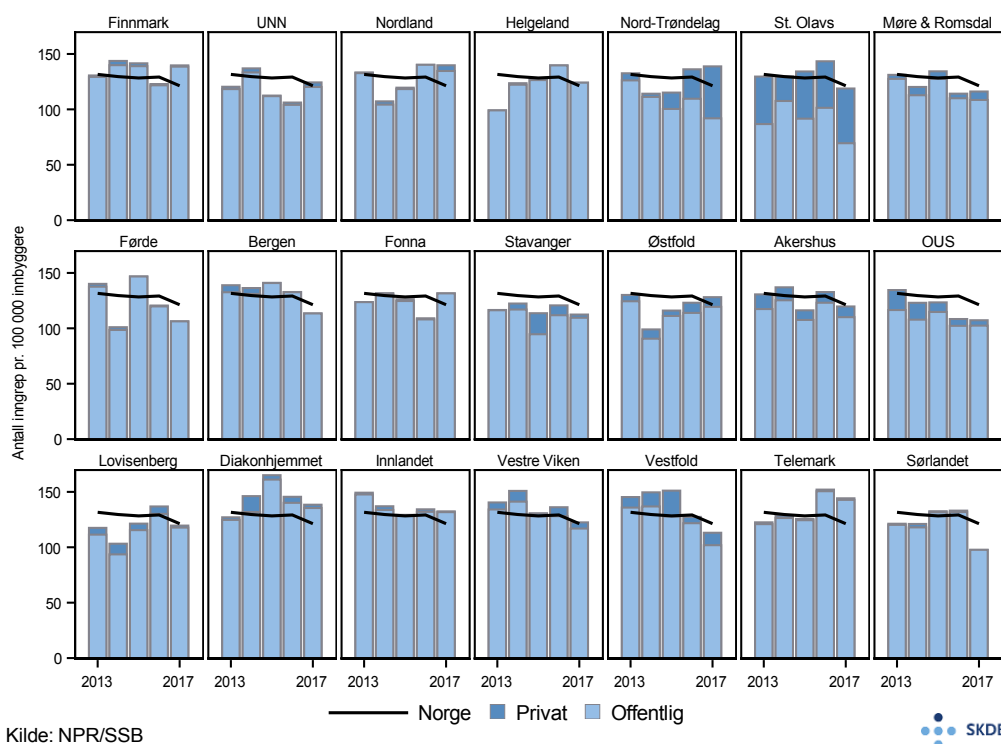 Finnmark UNN Nordland Helgeland Nord-Trøndelag St. Olavs Møre & Romsdal
150
100
50
0
Førde Bergen Fonna Stavanger Østfold Akershus OUS
150
100
50
0
Antall inngrep pr. 100 000 innbyggere
Lovisenberg Diakonhjemmet Innlandet Vestre Viken Vestfold Telemark Sørlandet
150
100
50
0
2013 2017 2013 2017 2013 2017 2013 2017 2013 2017 2013 2017 2013 2017
Norge Privat Offentlig
Kilde: NPR/SSB
SKDE